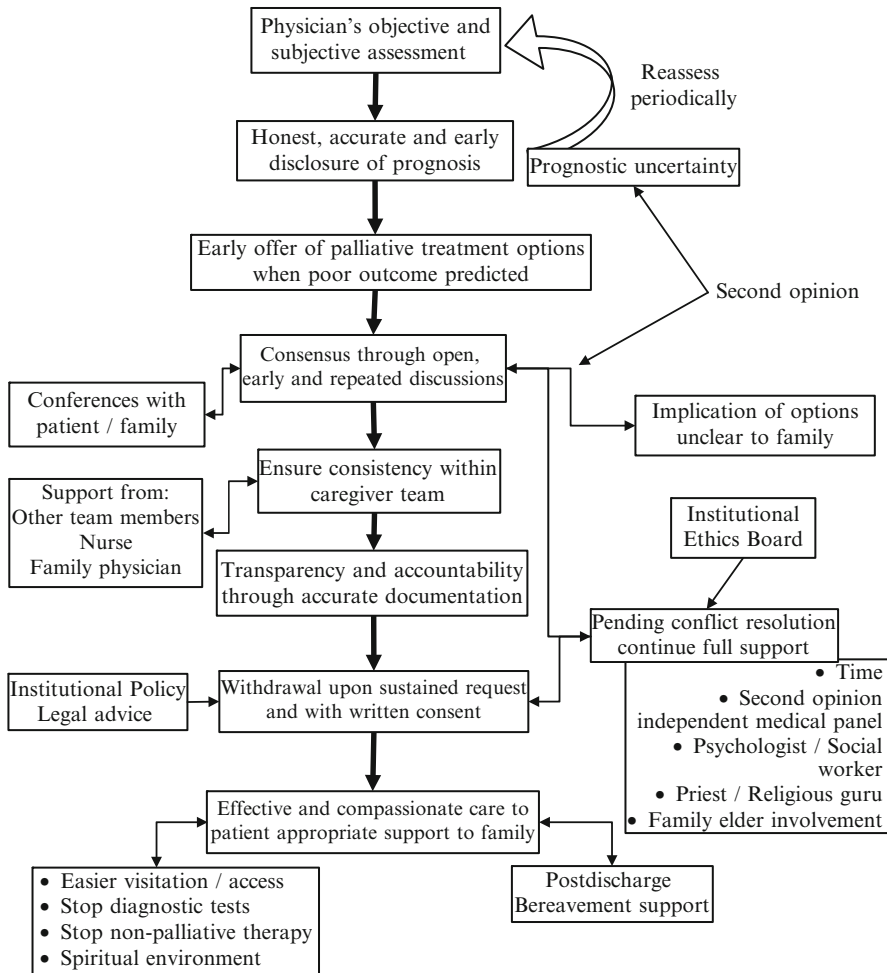 Physician's objective and
subjective assessment
Reassess
periodically
Honest, accurate and early
disclosure of prognosis
Prognostic uncertainty
Early offer of palliative treatment options
when poor outcome predicted
Second opinion
Consensus through open,
early and repeated discussions
Conferences with
patient / family
Implication of options
unclear to family
Ensure consistency within
caregiver team
Support from:
Other team members
Nurse
Family physician
Institutional
Ethics Board
Transparency and accountability
through accurate documentation
Pending conflict resolution
continue full support
• Time
• Second opinion
independent medical panel
• Psychologist / Social
worker
• Priest / Religious guru
• Family elder involvement
Institutional Policy
Legal advice
Withdrawal upon sustained request
and with written consent
Effective and compassionate care to
patient appropriate support to family
• Easier visitation / access
• Stop diagnostic tests
• Stop non-palliative therapy
• Spiritual environment
Postdischarge
Bereavement support